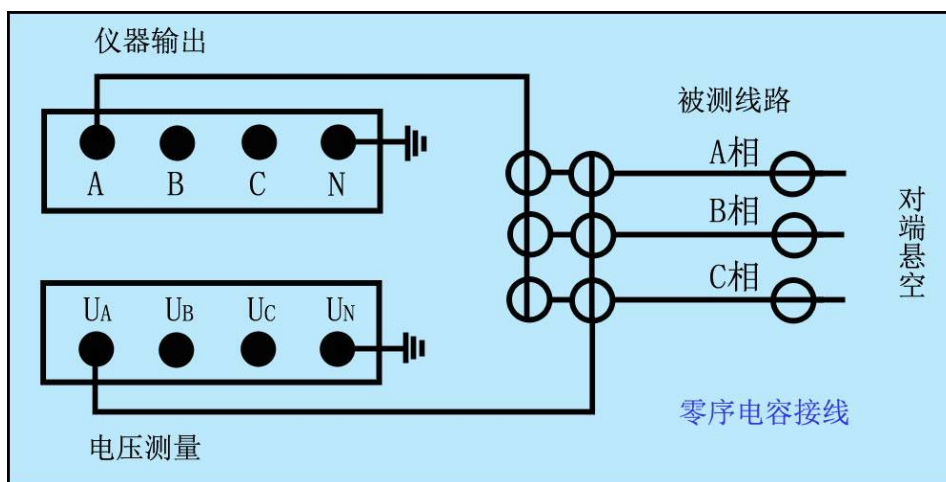 仪器输出
A B C N
被测线路
A相
B相
C相
对端悬空
UA UB UC UN
电压测量
零序电容接线